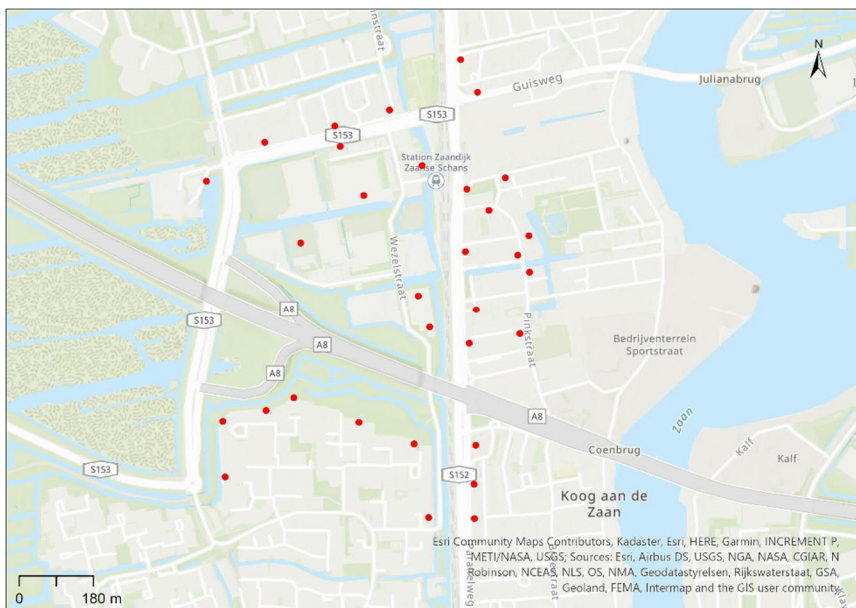 N
Julianabrug
Guisweg
S153
S153
Station Zaandijk
Zaanse Schans
Wezelstraat
S153
A8
A8
A8
Pinkstraat
Bedrijventerrein
Sportstraat
A8
Zaan
Coenbrug
Kalf
Kalf
S153
S152
Koog aan de
Zaan
Esri Community Maps Contributors, Kadaster, Esri, HERE, Garmin, INCREMENT P,
METI/NASA, USGS; Sources: Esri, Airbus DS, USGS, NGA, NASA, CGIAR, N
Robinson, NCEAS, NLS, OS, NMA, Geodatastyrelsen, Rijkswaterstaat, GSA,
Geoland, FEMA, Intermap and the GIS user community
0 180 m